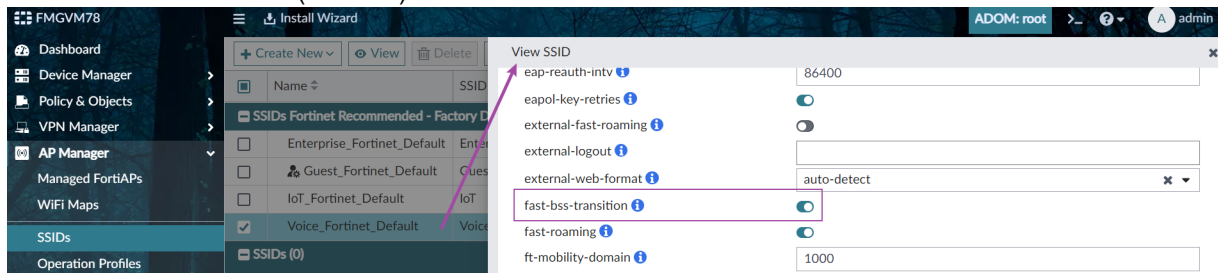 FMGVM78
Install Wizard
ADOM: root
A admin
Dashboard
Device Manager
Policy & Objects
VPN Manager
AP Manager
Managed FortiAPs
WiFi Maps
SSIDs
Operation Profiles
+ Create New
View
Delete
Name
SSID
SSIDs Fortinet Recommended - Factory D
Enterprise_Fortinet_Default Enter
Guest_Fortinet_Default Gues
IoT_Fortinet_Default IoT
Voice_Fortinet_Default Voice
SSIDs (0)
View SSID
eap-reauth-intv 86400
eapol-key-retries
external-fast-roaming
external-logout
external-web-format auto-detect
fast-bss-transition
fast-roaming
ft-mobility-domain 1000